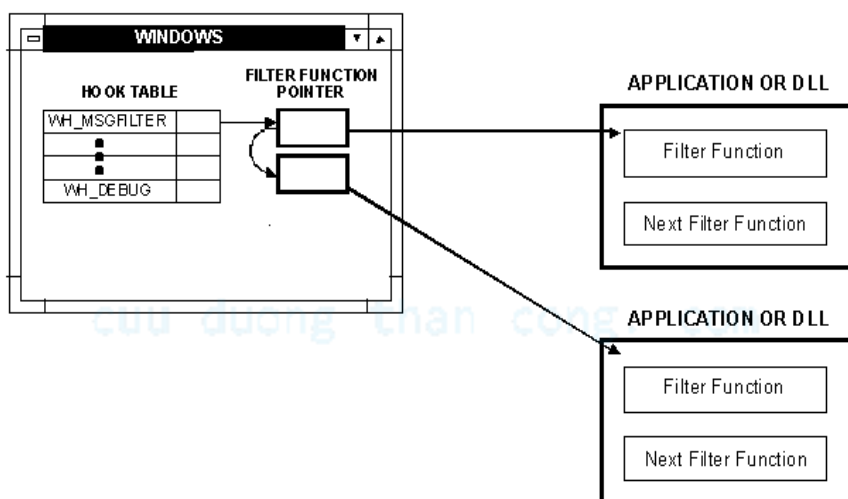 WINDOWS
HOOK TABLE
FILTER FUNCTION
POINTER
WH_MSGFILTER
WH_DEBUG
APPLICATION OR DLL
Filter Function
Next Filter Function
cuu duong than cong. com
APPLICATION OR DLL
Filter Function
Next Filter Function